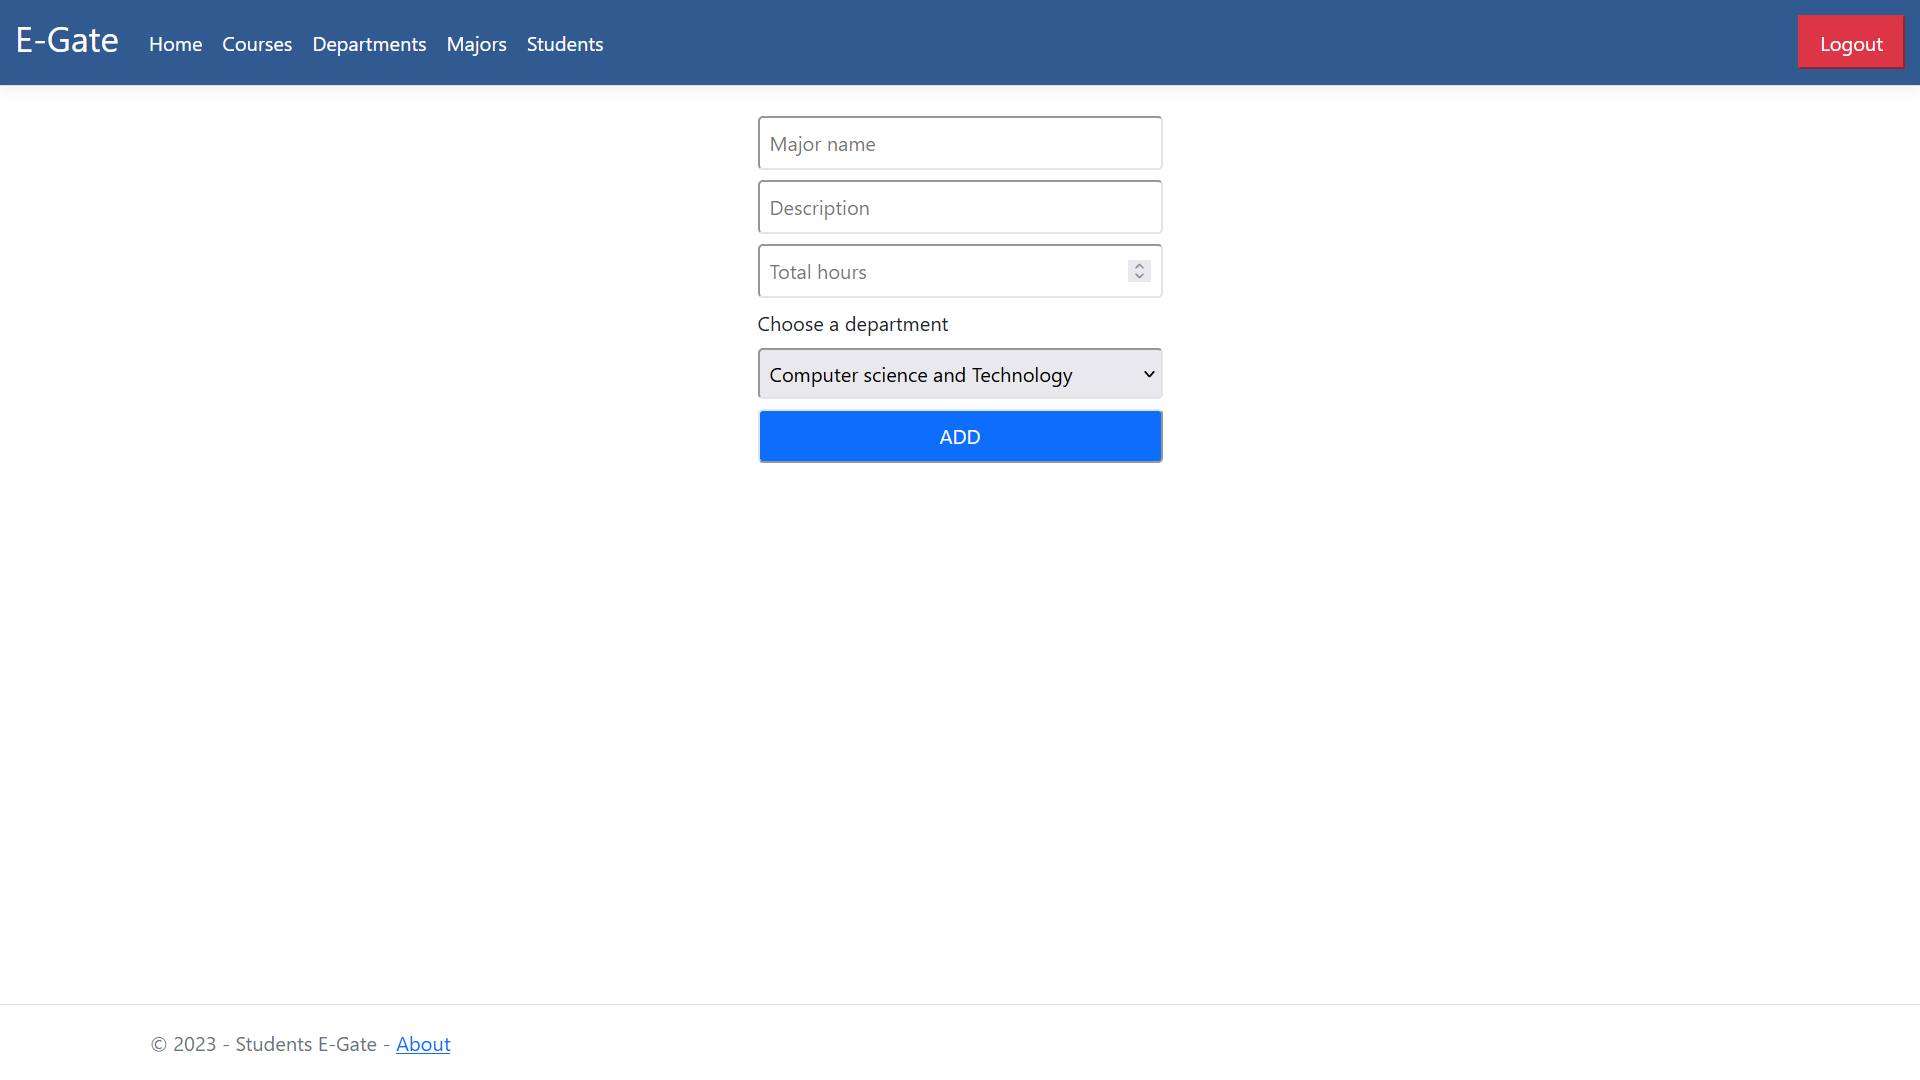 E-Gate Home Courses Departments Majors Students Logout
Major name
Description
Total hours
Choose a department
Computer science and Technology
ADD
© 2023 - Students E-Gate - About